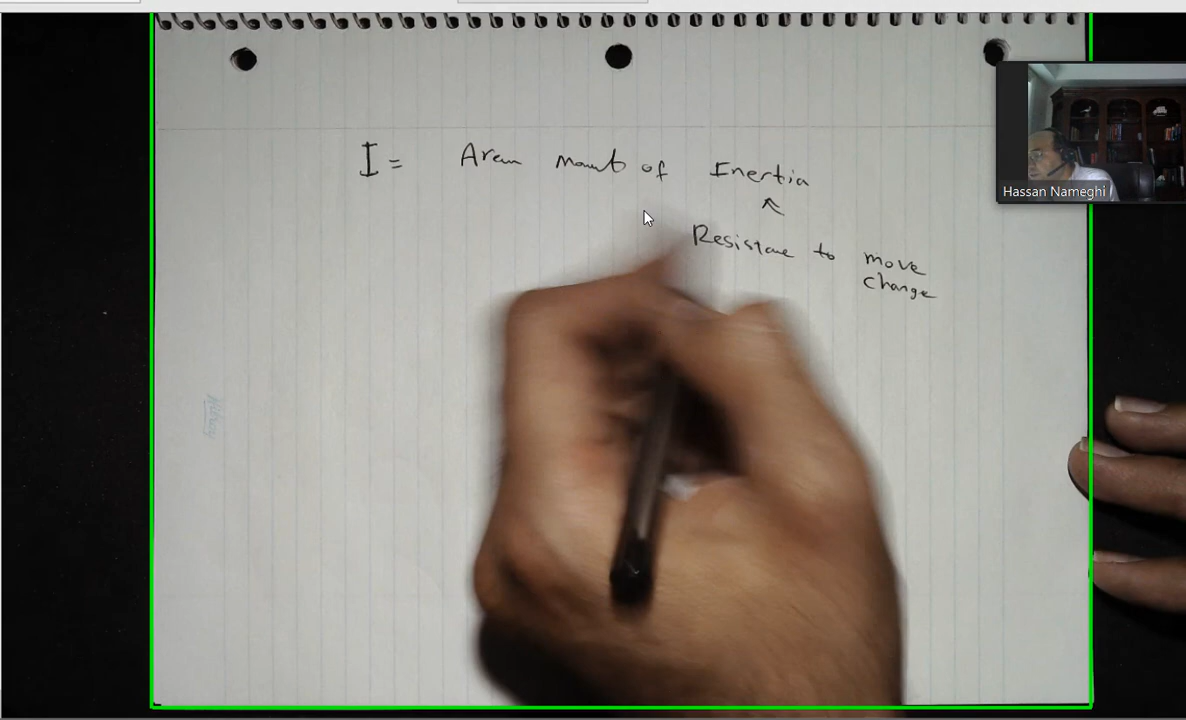 I = Area Moment of Inertia
Resistance to move
change
Hassan Nameghi